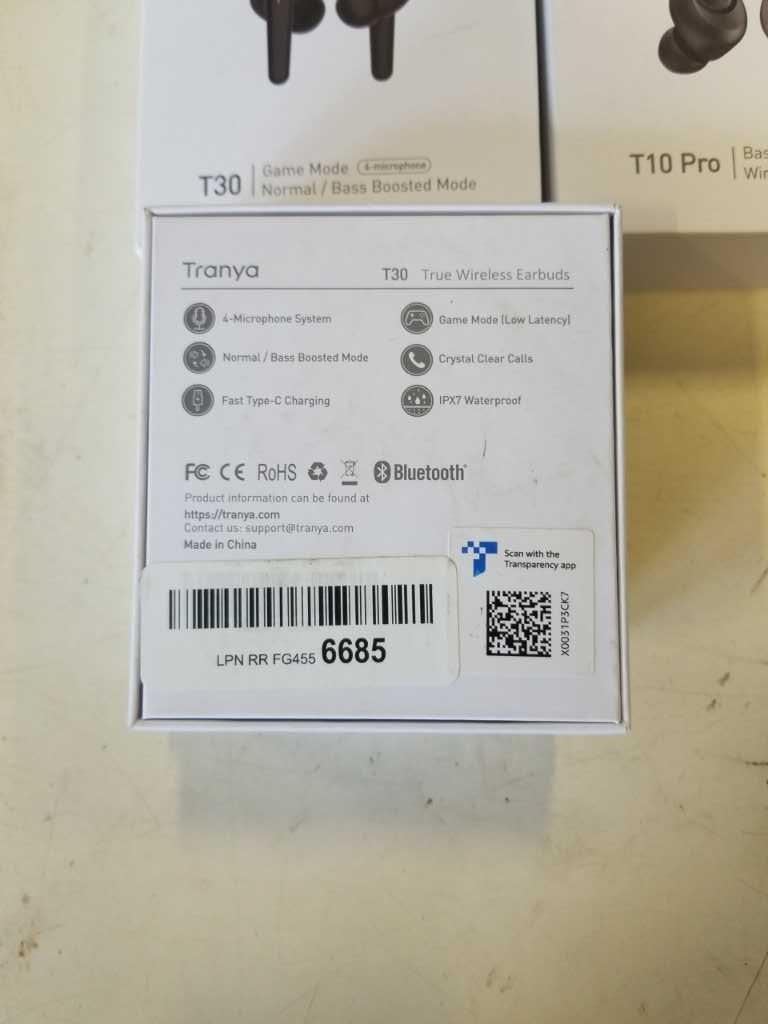 T30
Game Mode 4-microphone
Normal / Bass Boosted Mode
T10 Pro
Tranya
T30 True Wireless Earbuds
4-Microphone System
Game Mode (Low Latency)
Normal / Bass Boosted Mode
Crystal Clear Calls
Fast Type-C Charging
IPX7 Waterproof
FC CE RoHS Bluetooth®
Product information can be found at
https://tranya.com
Contact us: support@tranya.com
Made in China
Scan with the
Transparency app
X0031P3CK7
LPN RR FG455 6685